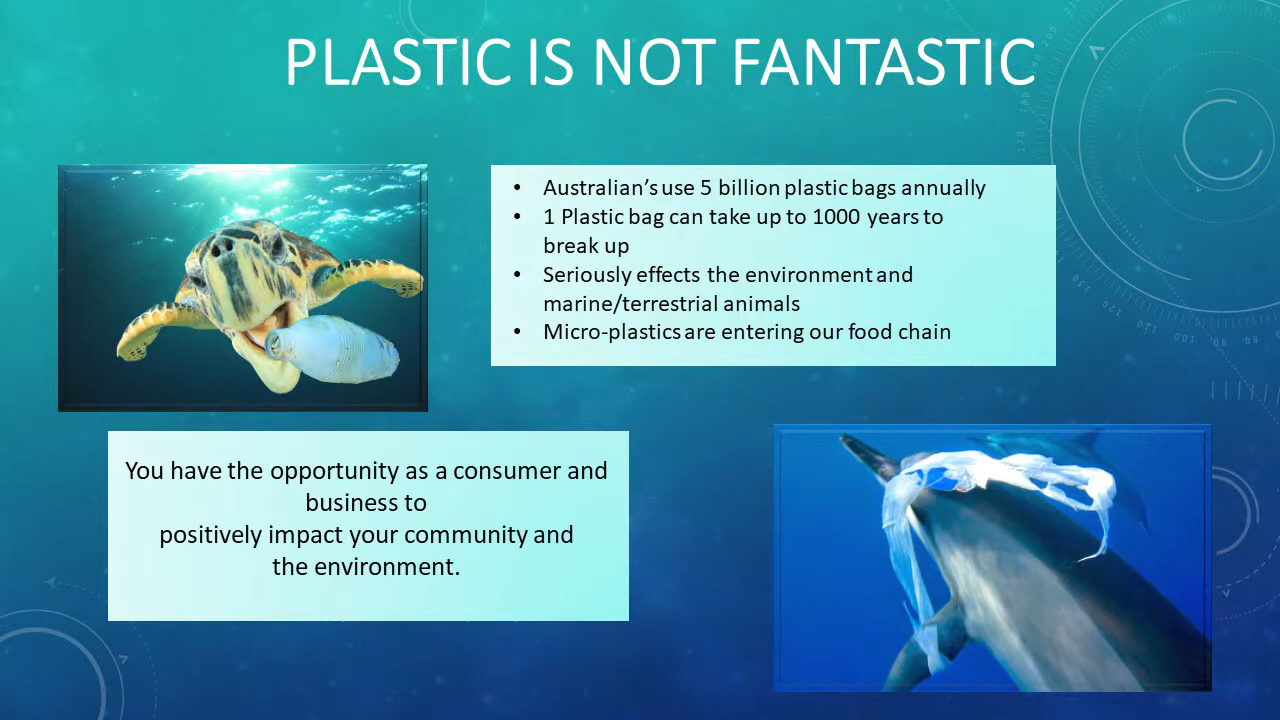 PLASTIC IS NOT FANTASTIC
• Australian's use 5 billion plastic bags annually
• 1 Plastic bag can take up to 1000 years to
break up
• Seriously effects the environment and
marine/terrestrial animals
• Micro-plastics are entering our food chain
You have the opportunity as a consumer and
business to
positively impact your community and
the environment.